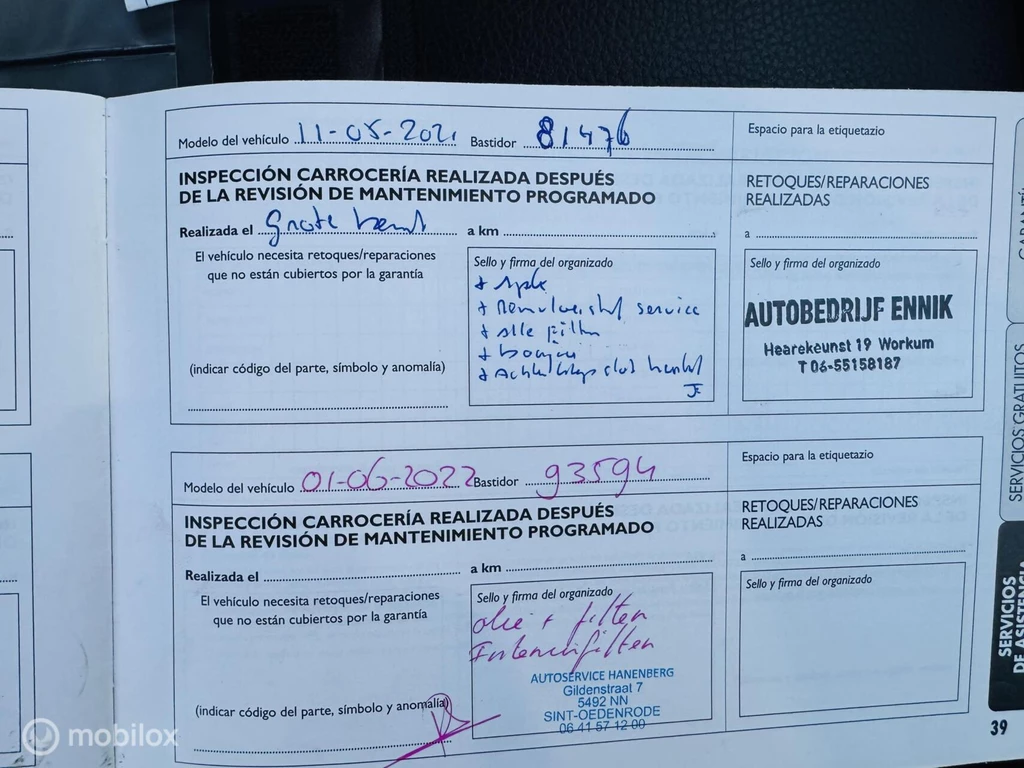 Modelo del vehículo 11-05-2021 Bastidor 81476
Espacio para la etiquetazio
INSPECCIÓN CARROCERÍA REALIZADA DESPUÉS
DE LA REVISIÓN DE MANTENIMIENTO PROGRAMADO
RETOQUES/REPARACIONES
REALIZADAS
Realizada el Grote beurt a km
a
El vehículo necesita retoques/reparaciones
que no están cubiertos por la garantía
Sello y firma del organizado
+ Remvloeistof service
+ alle filters
+ bougies
Sello y firma del organizado
AUTOBEDRIJF ENNIK
Hearekeunst 19 Workum
T 06-55158187
(indicar código del parte, símbolo y anomalía)
Modelo del vehículo 01-06-2022 Bastidor 93594
Espacio para la etiquetazio
INSPECCIÓN CARROCERÍA REALIZADA DESPUÉS
DE LA REVISIÓN DE MANTENIMIENTO PROGRAMADO
RETOQUES/REPARACIONES
REALIZADAS
Realizada el a km
a
El vehículo necesita retoques/reparaciones
que no están cubiertos por la garantía
Sello y firma del organizado
olie + filter
AUTOSERVICE HANENBERG
Gildenstraat 7
5492 NN
SINT-OEDENRODE
06 41 57 12 00
Sello y firma del organizado
(indicar código del parte, símbolo y anomalía)
SERVICIOS GRATUITOS
SERVICIOS
DE ASISTENCIA
39
mobilox